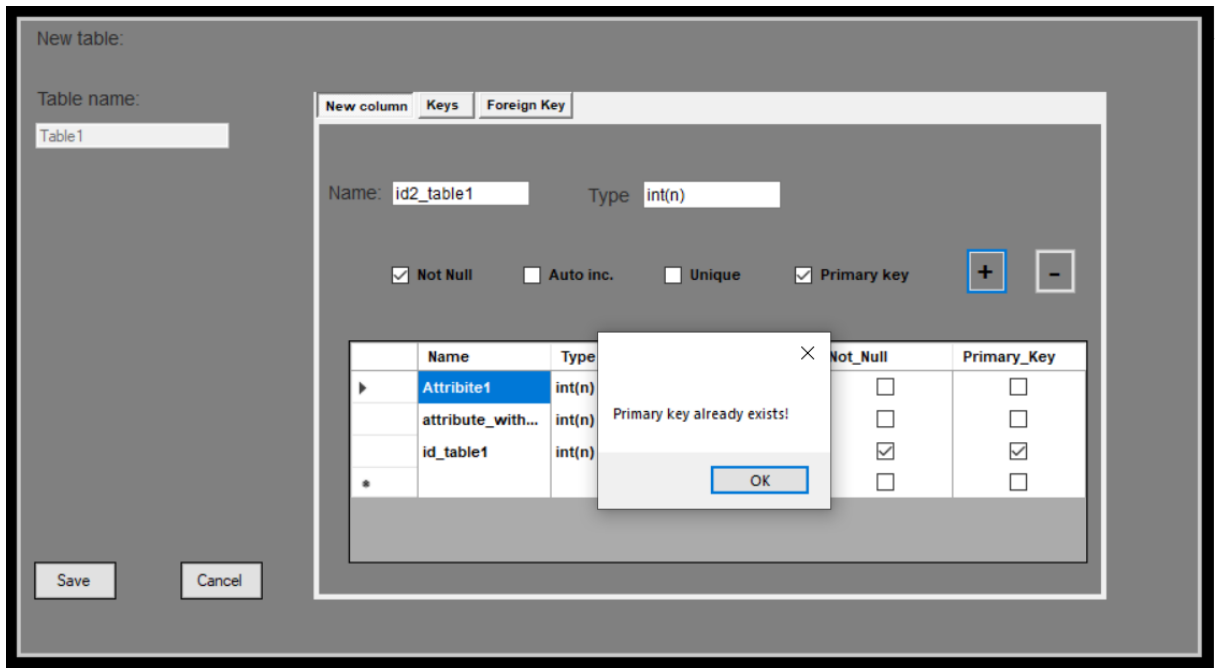 New table:
Table name:
Table1
New column Keys Foreign Key
Name: id2_table1 Type int(n)
Not Null Auto inc. Unique Primary key + -
Name Type Not_Null Primary_Key
Attribite1 int(n)
attribute_with... int(n)
id_table1 int(n)
*
Primary key already exists!
OK
Save Cancel